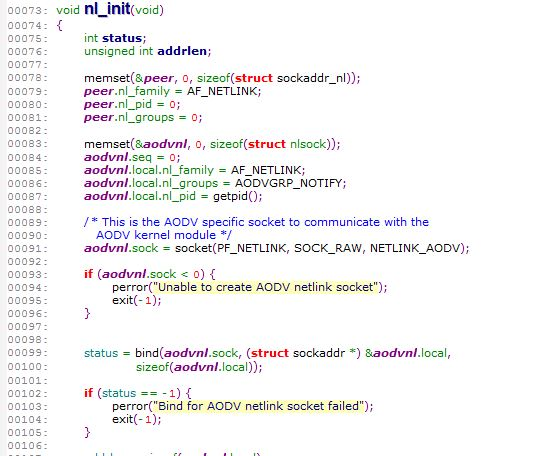 00073: void nl_init(void)
00074: {
00075: int status;
00076: unsigned int addrlen;
00077:
00078: memset(&peer, 0, sizeof(struct sockaddr_nl));
00079: peer.nl_family = AF_NETLINK;
00080: peer.nl_pid = 0;
00081: peer.nl_groups = 0;
00082:
00083: memset(&aodvnl, 0, sizeof(struct nlsock));
00084: aodvnl.seq = 0;
00085: aodvnl.local.nl_family = AF_NETLINK;
00086: aodvnl.local.nl_groups = AODVGRP_NOTIFY;
00087: aodvnl.local.nl_pid = getpid();
00088:
00089: /* This is the AODV specific socket to communicate with the
00090: AODV kernel module */
00091: aodvnl.sock = socket(PF_NETLINK, SOCK_RAW, NETLINK_AODV);
00092:
00093: if (aodvnl.sock < 0) {
00094: perror("Unable to create AODV netlink socket");
00095: exit(-1);
00096: }
00097:
00098:
00099: status = bind(aodvnl.sock, (struct sockaddr *) &aodvnl.local,
00100: sizeof(aodvnl.local));
00101:
00102: if (status == -1) {
00103: perror("Bind for AODV netlink socket failed");
00104: exit(-1);
00105: }
00106: